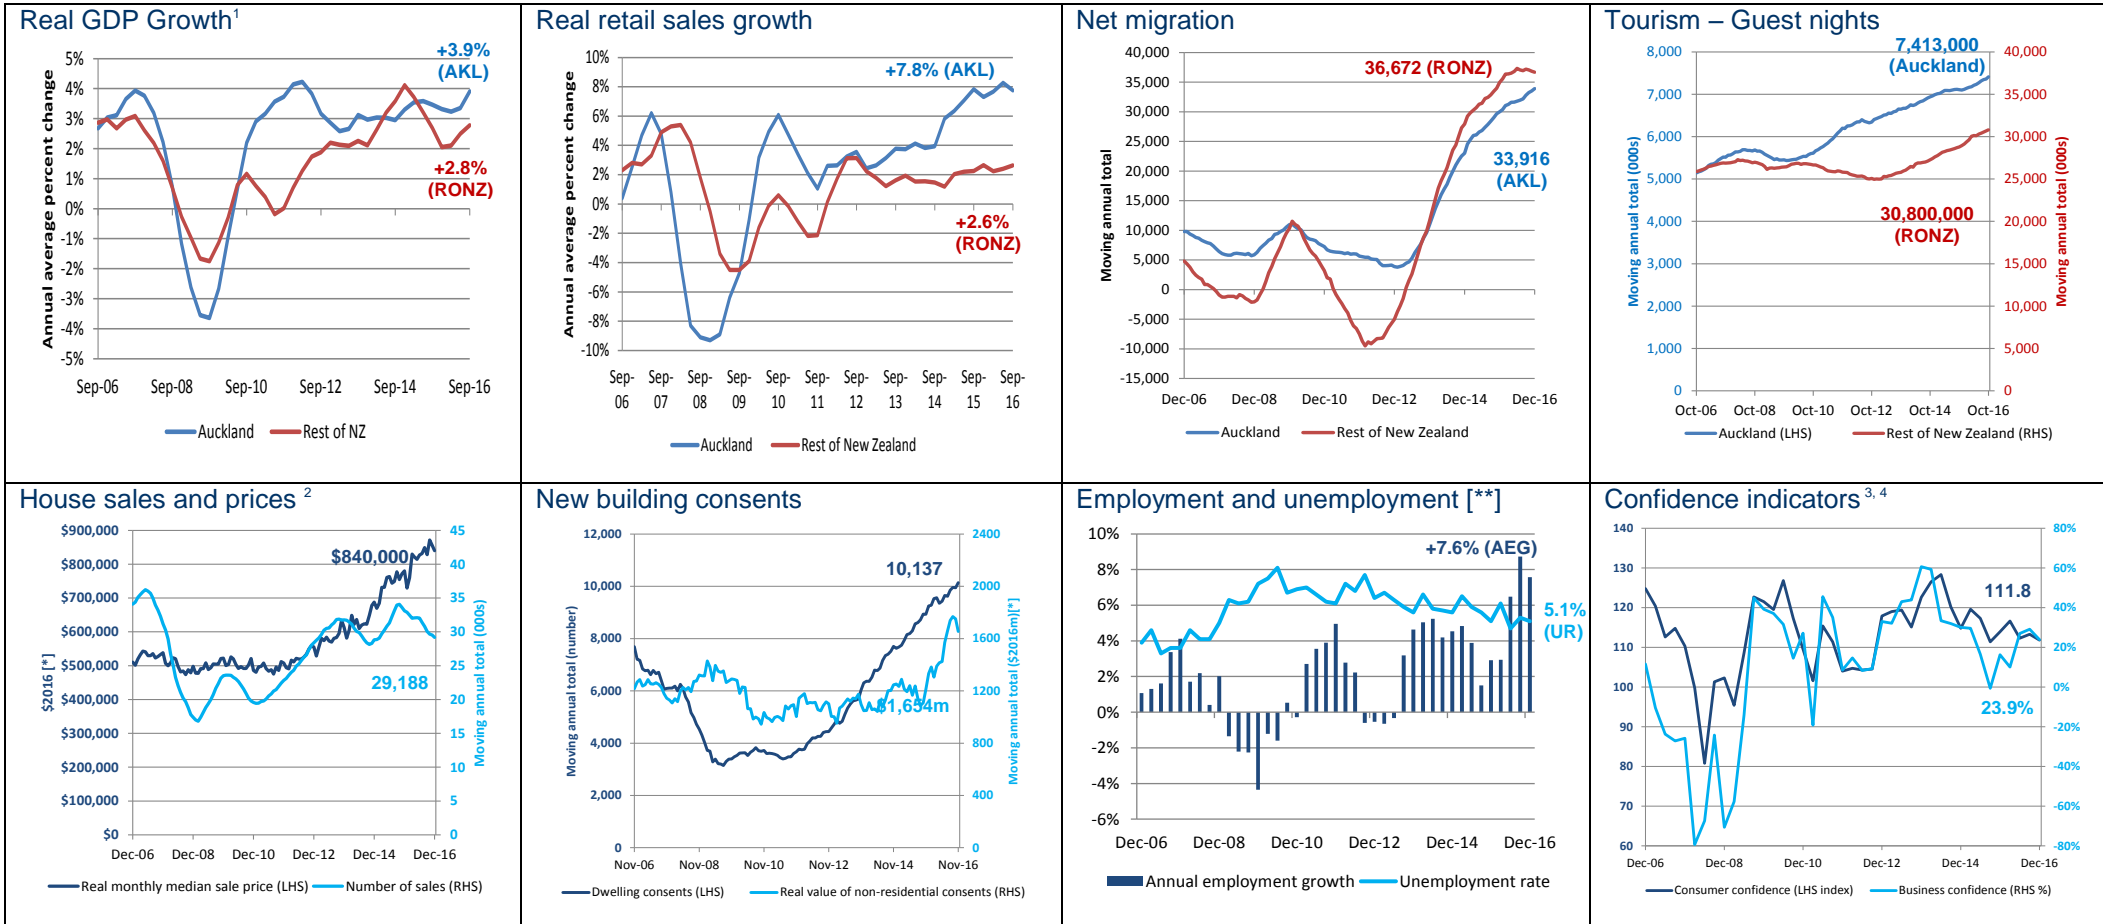 Real GDP Growth1
Annual average percent change
5%
4%
3%
2%
1%
0%
-1%
-2%
-3%
-4%
-5%
+3.9%
(AKL)
+2.8%
(RONZ)
Sep-06 Sep-08 Sep-10 Sep-12 Sep-14 Sep-16
Auckland Rest of NZ
Real retail sales growth
Annual average percent change
10%
8%
6%
4%
2%
0%
-2%
-4%
-6%
-8%
-10%
+7.8% (AKL)
+2.6%
(RONZ)
Sep- Sep- Sep- Sep- Sep- Sep- Sep- Sep- Sep- Sep- Sep-
06 07 08 09 10 11 12 13 14 15 16
Auckland Rest of New Zealand
Net migration
Moving annual total
40,000
35,000
30,000
25,000
20,000
15,000
10,000
5,000
0
-5,000
-10,000
-15,000
36,672 (RONZ)
33,916
(AKL)
Dec-06 Dec-08 Dec-10 Dec-12 Dec-14 Dec-16
Auckland Rest of New Zealand
Tourism – Guest nights
Moving annual total (000s)
8,000
7,000
6,000
5,000
4,000
3,000
2,000
1,000
0
7,413,000
(Auckland)
30,800,000
(RONZ)
40,000
35,000
30,000
25,000
20,000
15,000
10,000
5,000
0
Moving annual total (000s)
Oct-06 Oct-08 Oct-10 Oct-12 Oct-14 Oct-16
Auckland (LHS) Rest of New Zealand (RHS)
House sales and prices 2
$2016 [*]
$900,000
$800,000
$700,000
$600,000
$500,000
$400,000
$300,000
$200,000
$100,000
$0
$840,000
29,188
45
40
35
30
25
20
15
10
5
0
Moving annual total (000s)
Dec-06 Dec-08 Dec-10 Dec-12 Dec-14 Dec-16
Real monthly median sale price (LHS) Number of sales (RHS)
New building consents
Moving annual total (number)
12,000
10,000
8,000
6,000
4,000
2,000
0
10,137
$1,654m
2400
2000
1600
1200
800
400
0
Moving annual total ($2016m)[*]
Nov-06 Nov-08 Nov-10 Nov-12 Nov-14 Nov-16
Dwelling consents (LHS) Real value of non-residential consents (RHS)
Employment and unemployment [**]
10%
8%
6%
4%
2%
0%
-2%
-4%
-6%
+7.6% (AEG)
5.1%
(UR)
Dec-06 Dec-08 Dec-10 Dec-12 Dec-14 Dec-16
Annual employment growth Unemployment rate
Confidence indicators 3, 4
140
130
120
110
100
90
80
70
60
111.8
23.9%
80%
60%
40%
20%
0%
-20%
-40%
-60%
-80%
Dec-06 Dec-08 Dec-10 Dec-12 Dec-14 Dec-16
Consumer confidence (LHS index) Business confidence (RHS %)